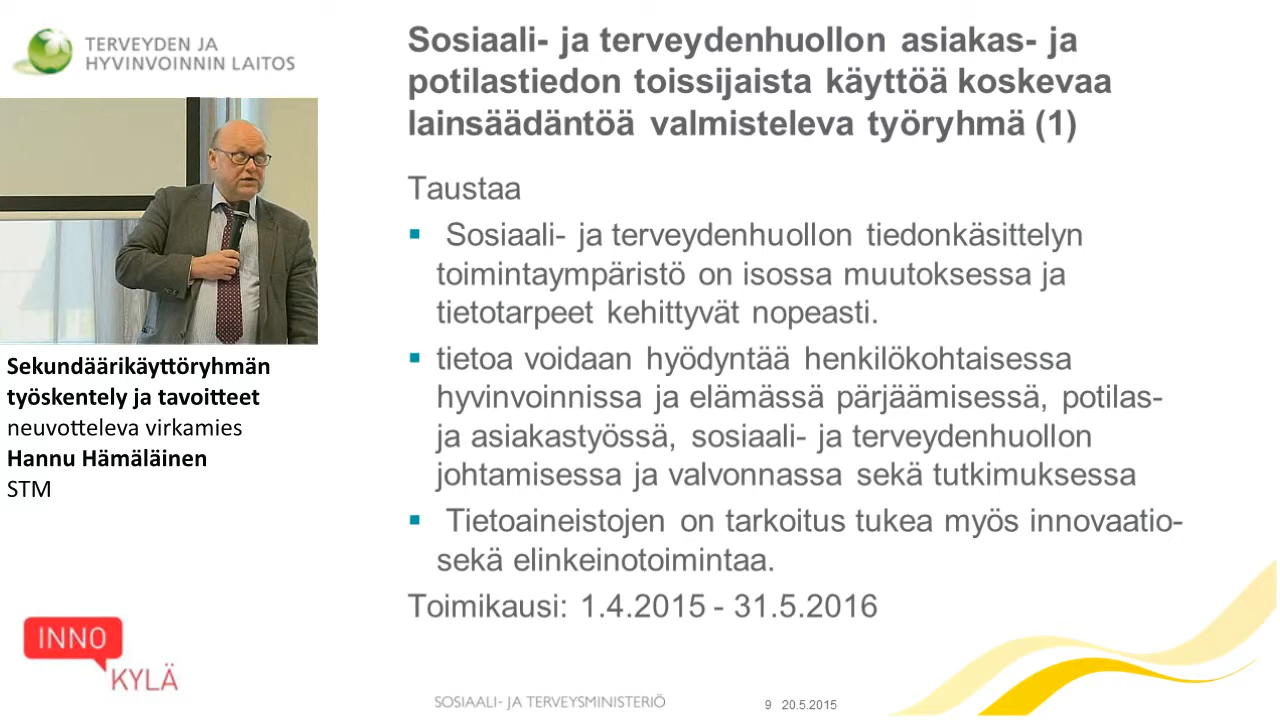 TERVEYDEN JA
HYVINVOINNIN LAITOS
Sekundäärikäyttöryhmän
työskentely ja tavoitteet
neuvotteleva virkamies
Hannu Hämäläinen
STM
INNO
KYLÄ
Sosiaali- ja terveydenhuollon asiakas- ja
potilastiedon toissijaista käyttöä koskevaa
lainsäädäntöä valmisteleva työryhmä (1)
Taustaa
▪ Sosiaali- ja terveydenhuollon tiedonkäsittelyn
toimintaympäristö on isossa muutoksessa ja
tietotarpeet kehittyvät nopeasti.
▪ tietoa voidaan hyödyntää henkilökohtaisessa
hyvinvoinnissa ja elämässä pärjäämisessä, potilas-
ja asiakastyössä, sosiaali- ja terveydenhuollon
johtamisessa ja valvonnassa sekä tutkimuksessa
▪ Tietoaineistojen on tarkoitus tukea myös innovaatio-
sekä elinkeinotoimintaa.
Toimikausi: 1.4.2015 - 31.5.2016
SOSIAALI- JA TERVEYSMINISTERIÖ
9 20.5.2015